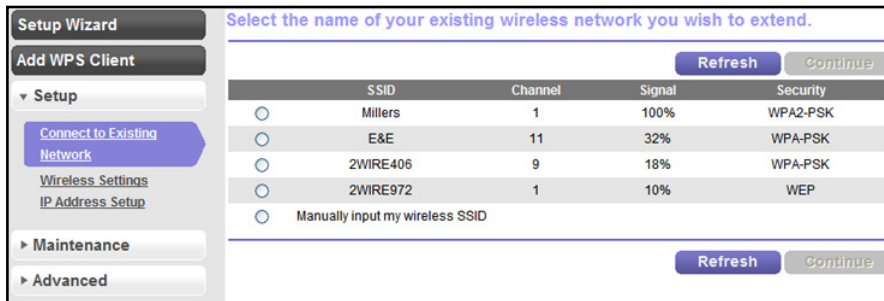 Setup Wizard
Add WPS Client
Setup
Connect to Existing
Network
Wireless Settings
IP Address Setup
Maintenance
Advanced
Select the name of your existing wireless network you wish to extend.
Refresh Continue
SSID Channel Signal Security
Millers 1 100% WPA2-PSK
E&E 11 32% WPA-PSK
2WIRE406 9 18% WPA-PSK
2WIRE972 1 10% WEP
Manually input my wireless SSID
Refresh Continue